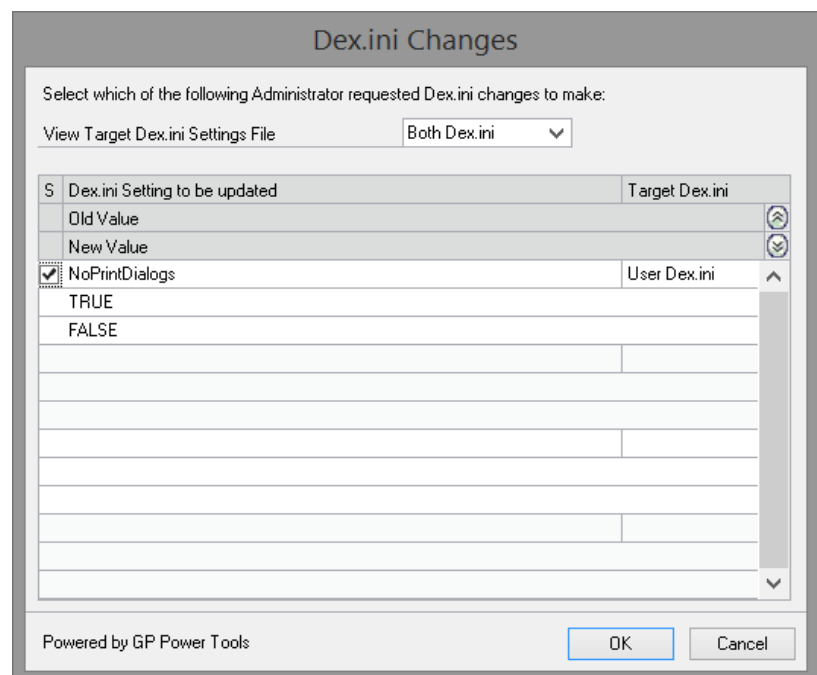 Dex.ini Changes
Select which of the following Administrator requested Dex.ini changes to make:
View Target Dex.ini Settings File Both Dex.ini
S Dex.ini Setting to be updated Target Dex.ini
Old Value
New Value
NoPrintDialogs User Dex.ini
TRUE
FALSE
Powered by GP Power Tools OK Cancel